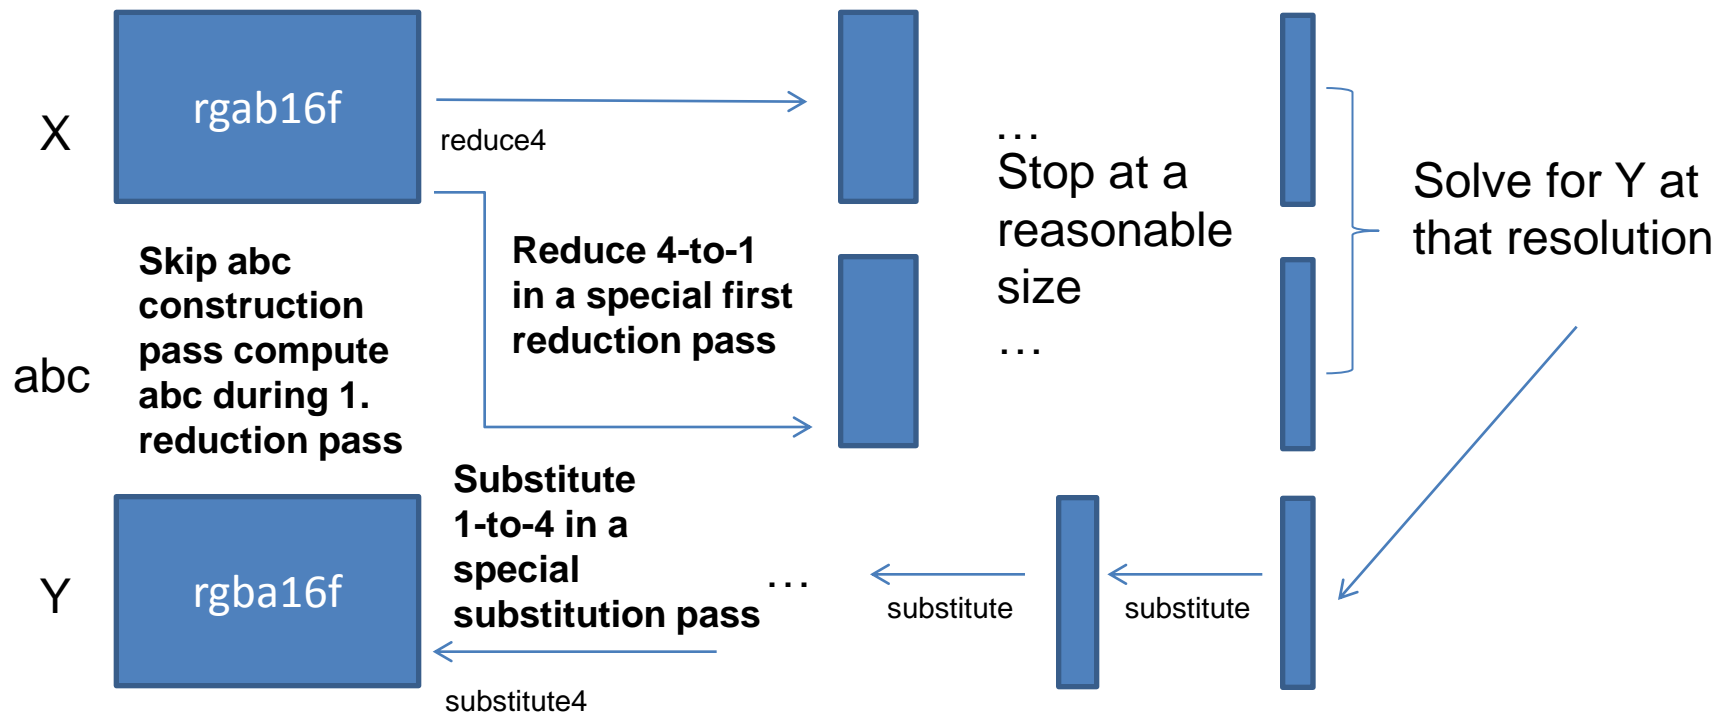 X
rgab16f
reduce4
…
Stop at a
reasonable
size
…
Solve for Y at
that resolution
Skip abc
construction
pass compute
abc during 1.
reduction pass
Reduce 4-to-1
in a special first
reduction pass
abc
Substitute
1-to-4 in a
special
substitution pass
…
Y
rgba16f
substitute
substitute
substitute4